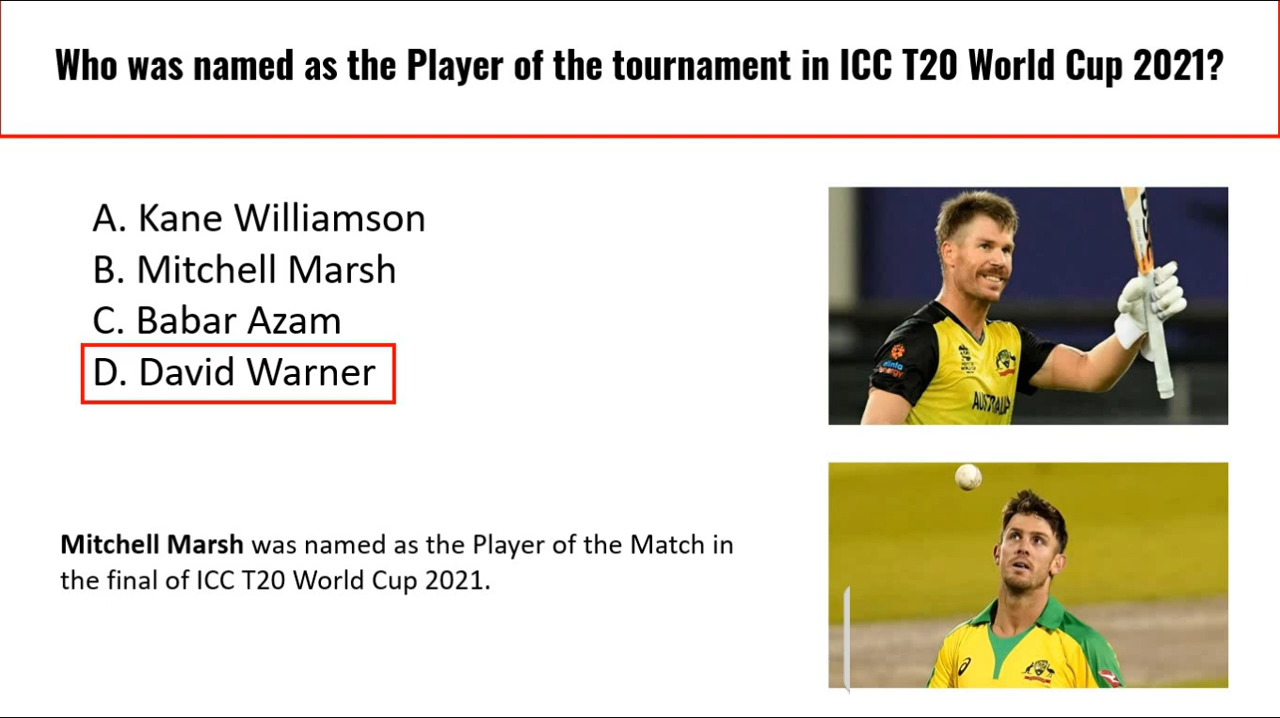 Who was named as the Player of the tournament in ICC T20 World Cup 2021?
A. Kane Williamson
B. Mitchell Marsh
C. Babar Azam
D. David Warner
AUSTRALIA
Mitchell Marsh was named as the Player of the Match in
the final of ICC T20 World Cup 2021.